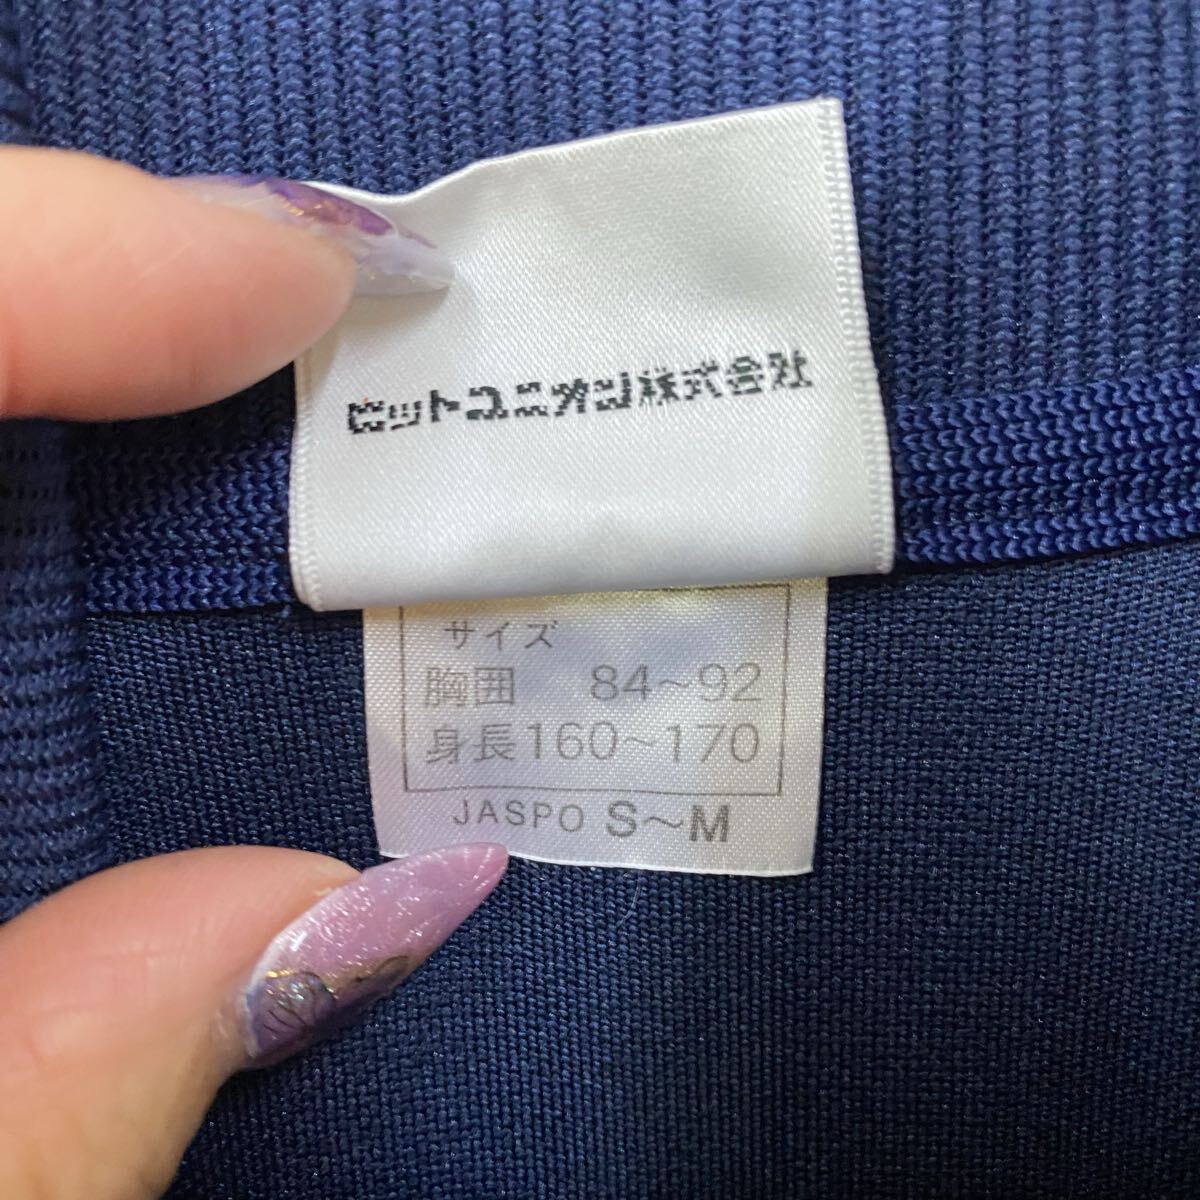 ヒットユニオン株式会社
サイズ
胸囲 84~92
身長160~170
JASPO S~M